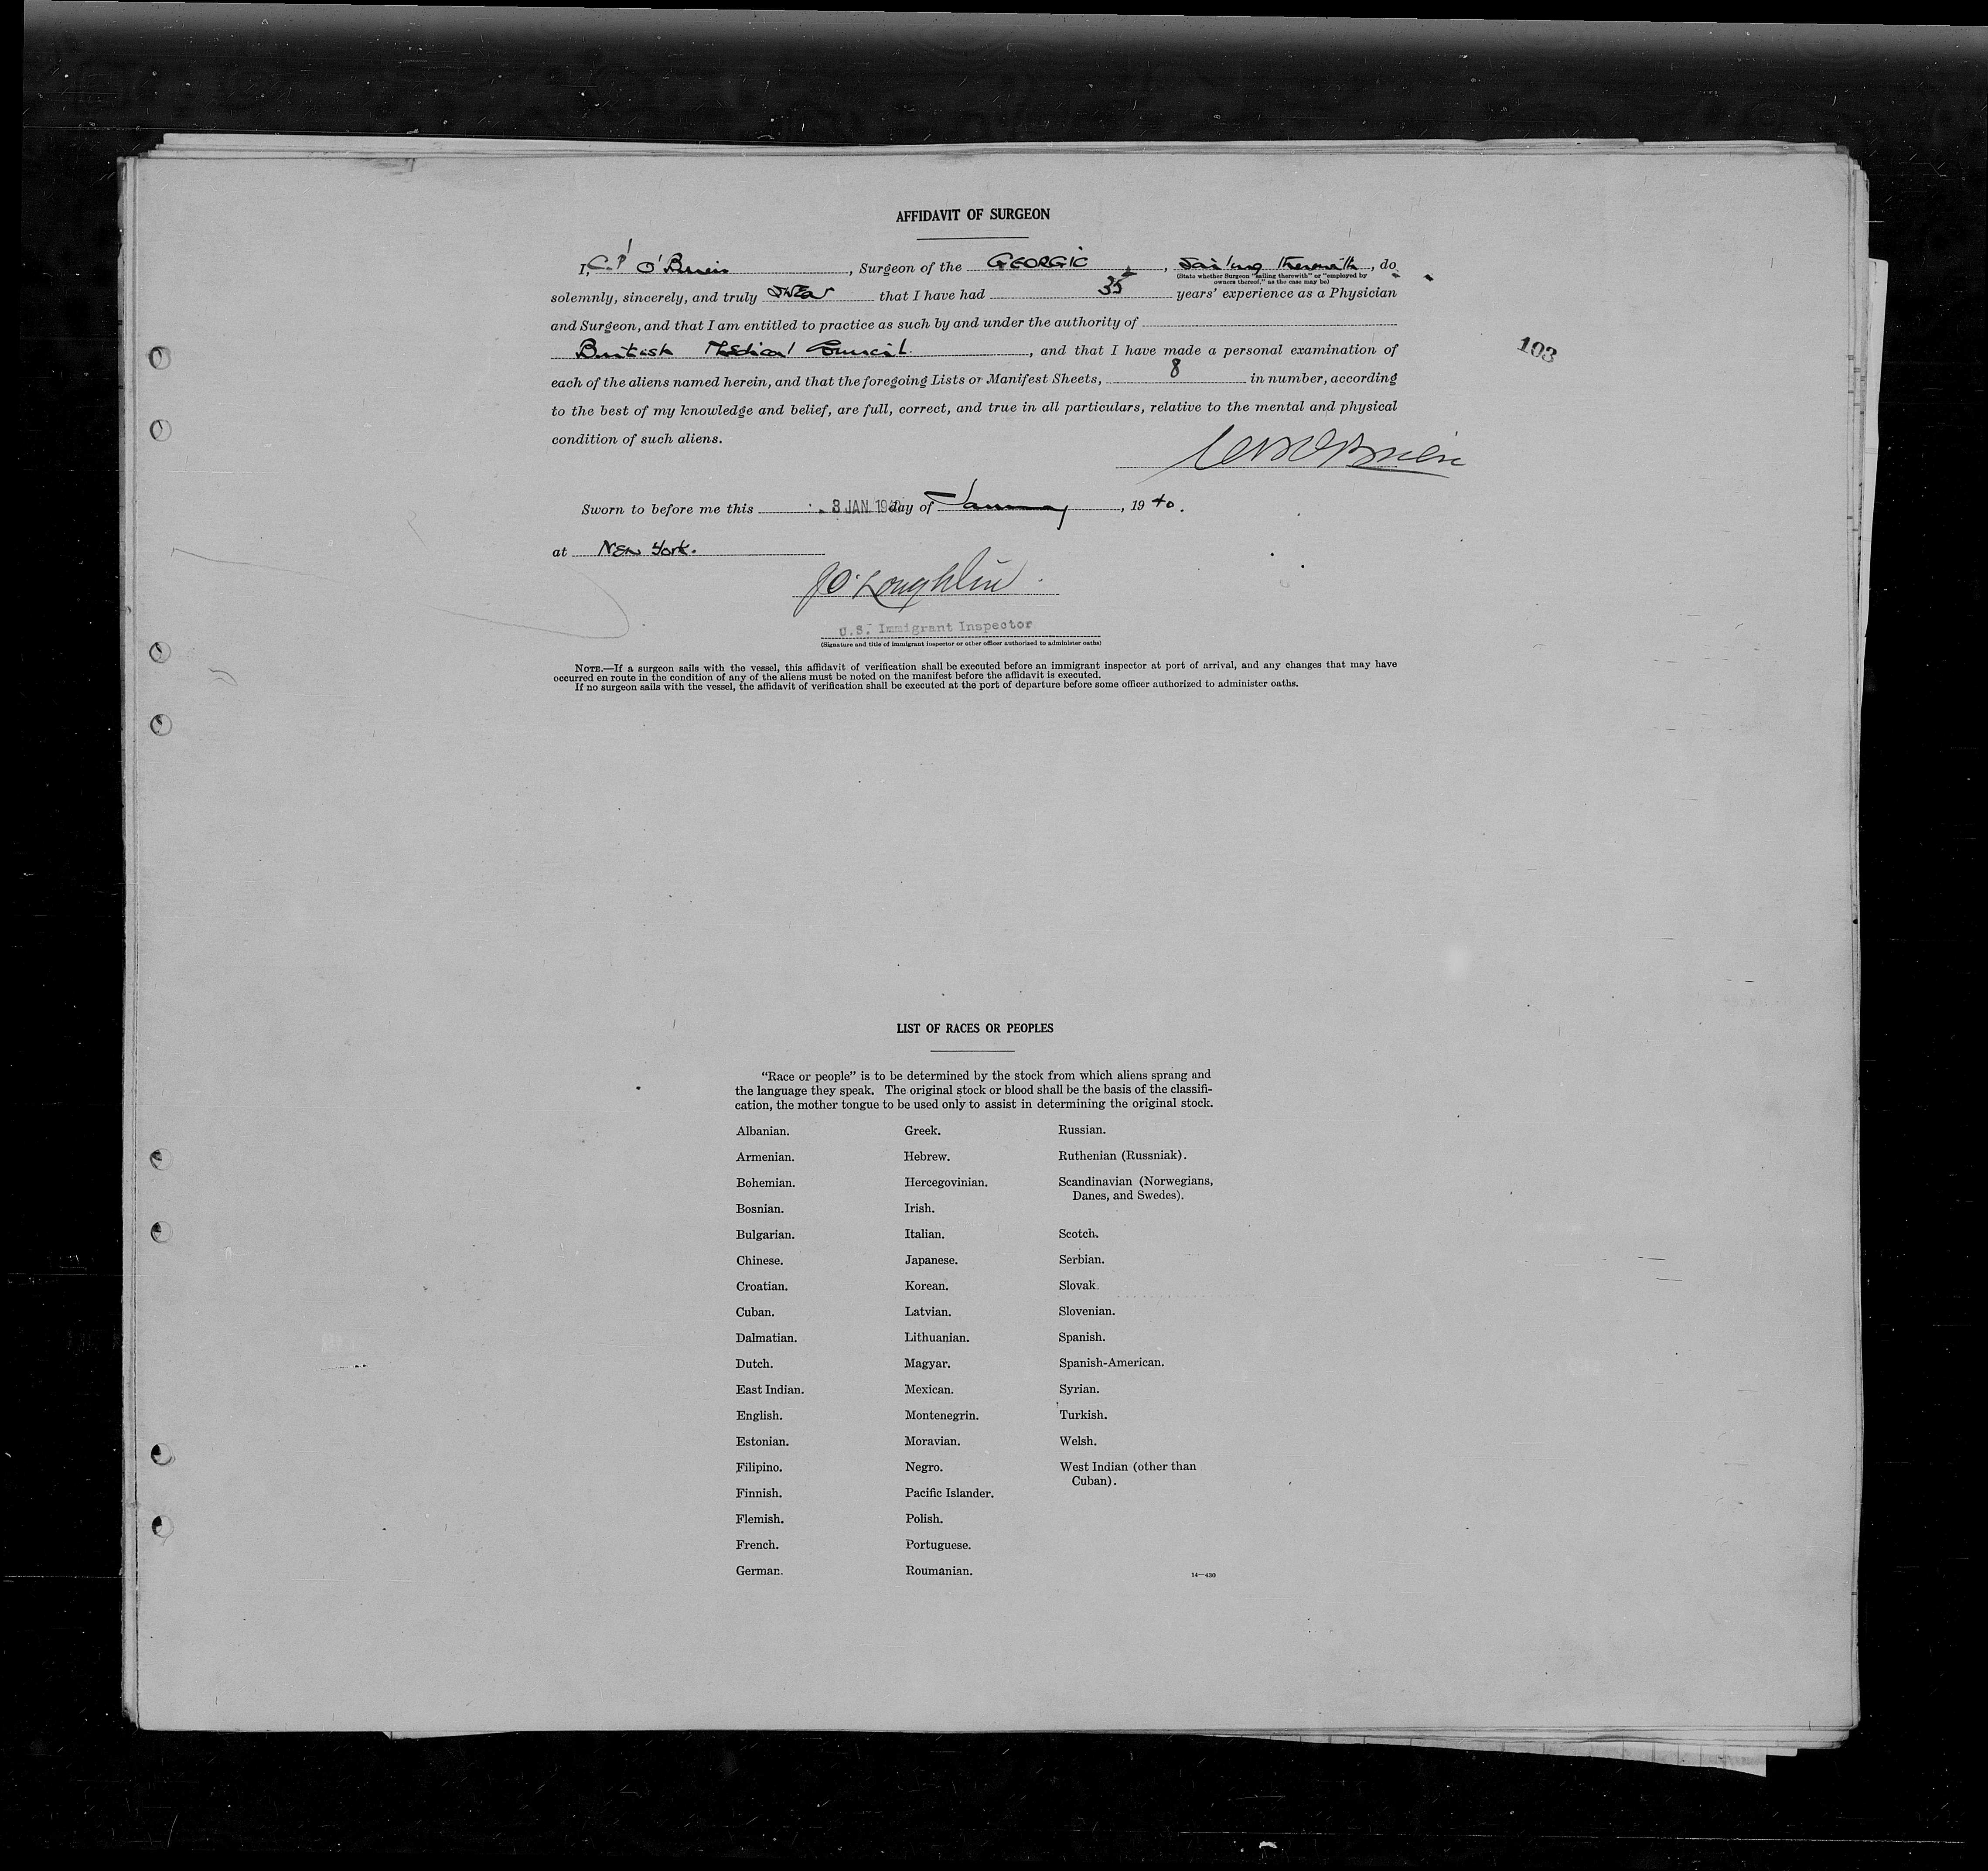 AFFIDAVIT OF SURGEON
I, C.P O'Brien, Surgeon of the GEORGIC, Sailing therewith, do
(State whether Surgeon "sailing therewith" or "employed by
owners thereof," as the case may be)
solemnly, sincerely, and truly swear that I have had 35 years' experience as a Physician
and Surgeon, and that I am entitled to practice as such by and under the authority of
British Medical Council, and that I have made a personal examination of
103
each of the aliens named herein, and that the foregoing Lists or Manifest Sheets, 8 in number, according
to the best of my knowledge and belief, are full, correct, and true in all particulars, relative to the mental and physical
condition of such aliens.
O'Brien
Sworn to before me this 3 JAN 1940 day of January, 1940.
at New York.
J O'Loughlin
U.S. Immigrant Inspector
(Signature and title of immigrant inspector or other officer authorized to administer oaths)
NOTE.—If a surgeon sails with the vessel, this affidavit of verification shall be executed before an immigrant inspector at port of arrival, and any changes that may have
occurred en route in the condition of any of the aliens must be noted on the manifest before the affidavit is executed.
If no surgeon sails with the vessel, the affidavit of verification shall be executed at the port of departure before some officer authorized to administer oaths.
LIST OF RACES OR PEOPLES
"Race or people" is to be determined by the stock from which aliens sprang and
the language they speak. The original stock or blood shall be the basis of the classifi-
cation, the mother tongue to be used only to assist in determining the original stock.
Albanian.
Armenian.
Bohemian.
Bosnian.
Bulgarian.
Chinese.
Croatian.
Cuban.
Dalmatian.
Dutch.
East Indian.
English.
Estonian.
Filipino.
Finnish.
Flemish.
French.
German.
Greek.
Hebrew.
Hercegovinian.
Irish.
Italian.
Japanese.
Korean.
Latvian.
Lithuanian.
Magyar.
Mexican.
Montenegrin.
Moravian.
Negro.
Pacific Islander.
Polish.
Portuguese.
Roumanian.
Russian.
Ruthenian (Russniak).
Scandinavian (Norwegians,
Danes, and Swedes).
Scotch.
Serbian.
Slovak.
Slovenian.
Spanish.
Spanish-American.
Syrian.
Turkish.
Welsh.
West Indian (other than
Cuban).
14—430